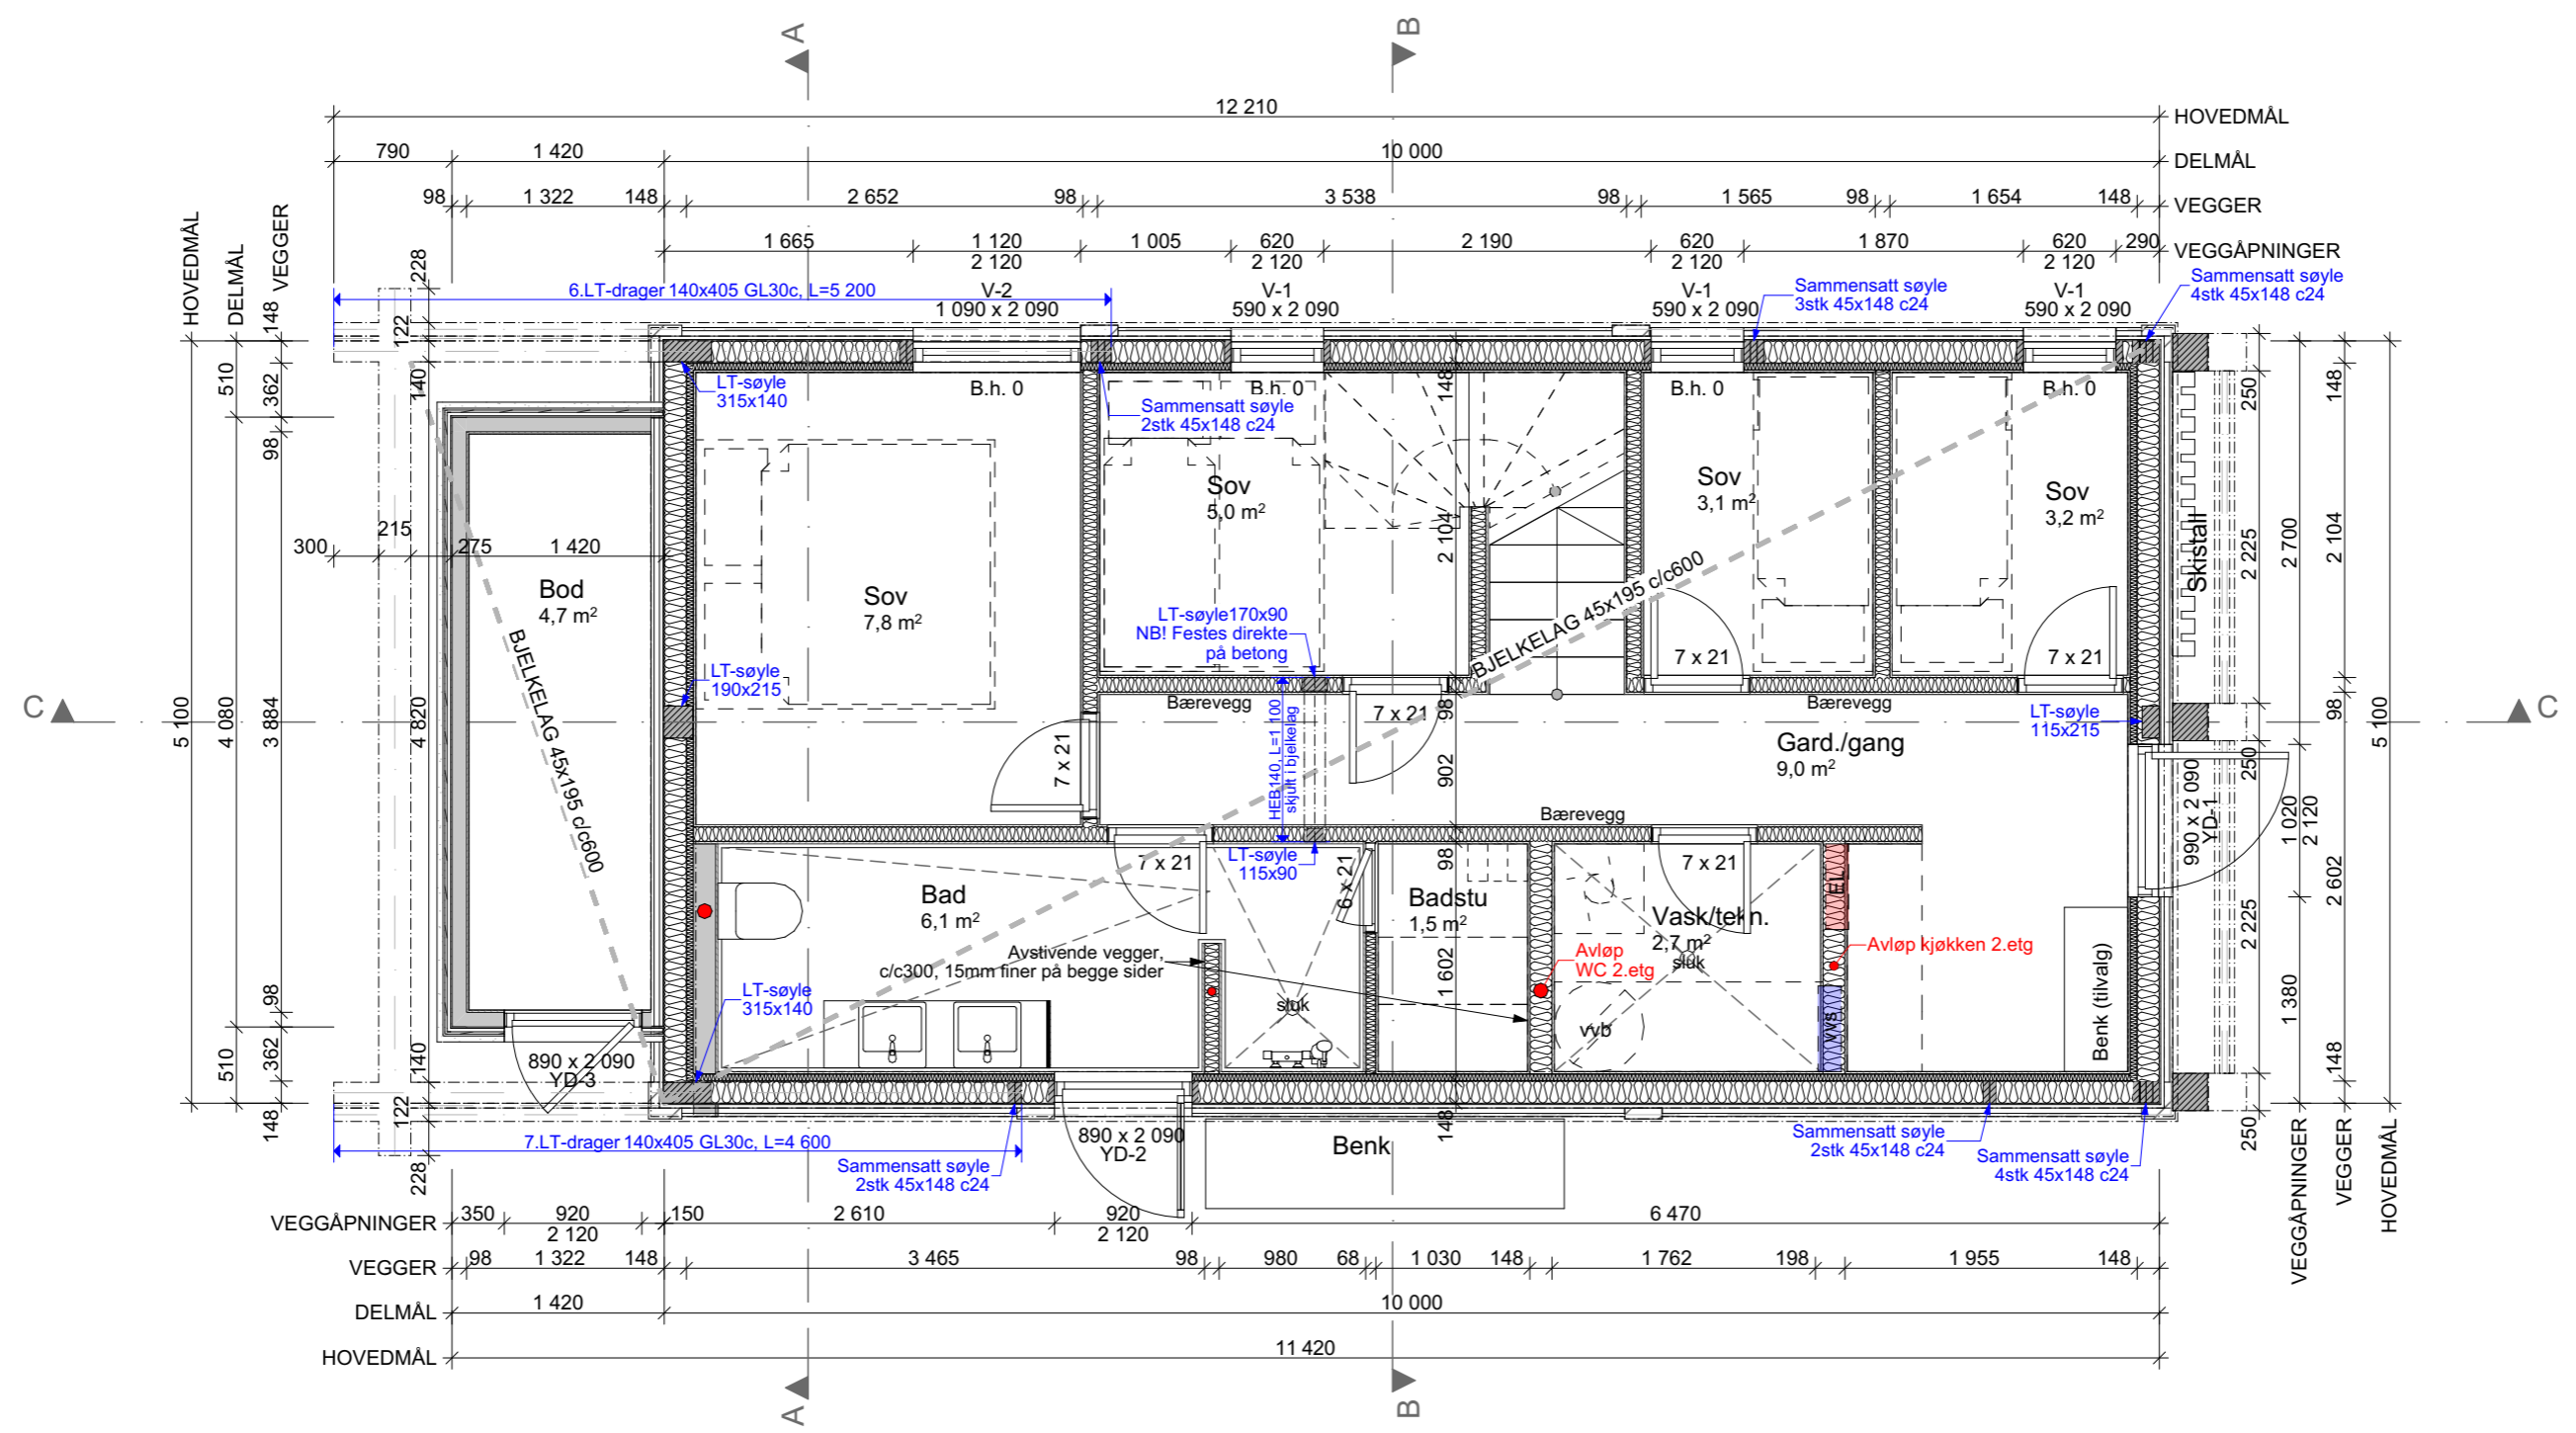 A
B
12 210
HOVEDMÅL
790
1 420
10 000
DELMÅL
98
1 322
148
2 652
98
3 538
98
1 565
98
1 654
148
VEGGER
1 665
1 120
1 005
620
2 190
620
1 870
620
290
VEGGÅPNINGER
2 120
2 120
2 120
2 120
6.LT-drager 140x405 GL30c, L=5 200
V-2
V-1
V-1
V-1
1 090 x 2 090
590 x 2 090
590 x 2 090
590 x 2 090
Sammensatt søyle
3stk 45x148 c24
Sammensatt søyle
4stk 45x148 c24
HOVEDMÅL
DELMÅL
VEGGER
228
148
122
510
362
140
98
LT-søyle
315x140
B.h. 0
B.h. 0
B.h. 0
B.h. 0
Sammensatt søyle
2stk 45x148 c24
148
250
148
Sov
5,0 m²
Sov
3,1 m²
Sov
3,2 m²
2 104
Skistall
2 225
2 700
2 104
300
215
275
1 420
Bod
4,7 m²
Sov
7,8 m²
BJELKELAG 45x195 c/c600
BJELKELAG 45x195 c/c600
LT-søyle170x90
NB! Festes direkte
på betong
7 x 21
7 x 21
LT-søyle
190x215
Bærevegg
Bærevegg
7 x 21
98
C
C
5 100
4 080
3 884
4 820
HEB140, L=1 100
skjult i bjelkelag
7 x 21
902
Gard./gang
9,0 m²
LT-søyle
115x215
250
98
5 100
990 x 2 090
YD-1
1 020
2 120
2 602
Bærevegg
LT-søyle
115x90
7 x 21
6 x 21
98
7 x 21
El
Bad
6,1 m²
Badstu
1,5 m²
Vask/tekn.
2,7 m²
sluk
Avstivende vegger,
c/c300, 15mm finer på begge sider
Avløp
WC 2.etg
Avløp kjøkken 2.etg
1 602
2 225
1 380
LT-søyle
315x140
sluk
vvb
vvs
Benk (tilvalg)
98
510
362
148
140
122
228
890 x 2 090
YD-3
148
148
250
7.LT-drager 140x405 GL30c, L=4 600
890 x 2 090
YD-2
Benk
Sammensatt søyle
2stk 45x148 c24
Sammensatt søyle
2stk 45x148 c24
Sammensatt søyle
4stk 45x148 c24
VEGGÅPNINGER
VEGGER
HOVEDMÅL
VEGGÅPNINGER
350
920
150
2 610
920
6 470
2 120
2 120
VEGGER
98
1 322
148
3 465
98
980
68
1 030
148
1 762
198
1 955
148
DELMÅL
1 420
10 000
HOVEDMÅL
11 420
A
B